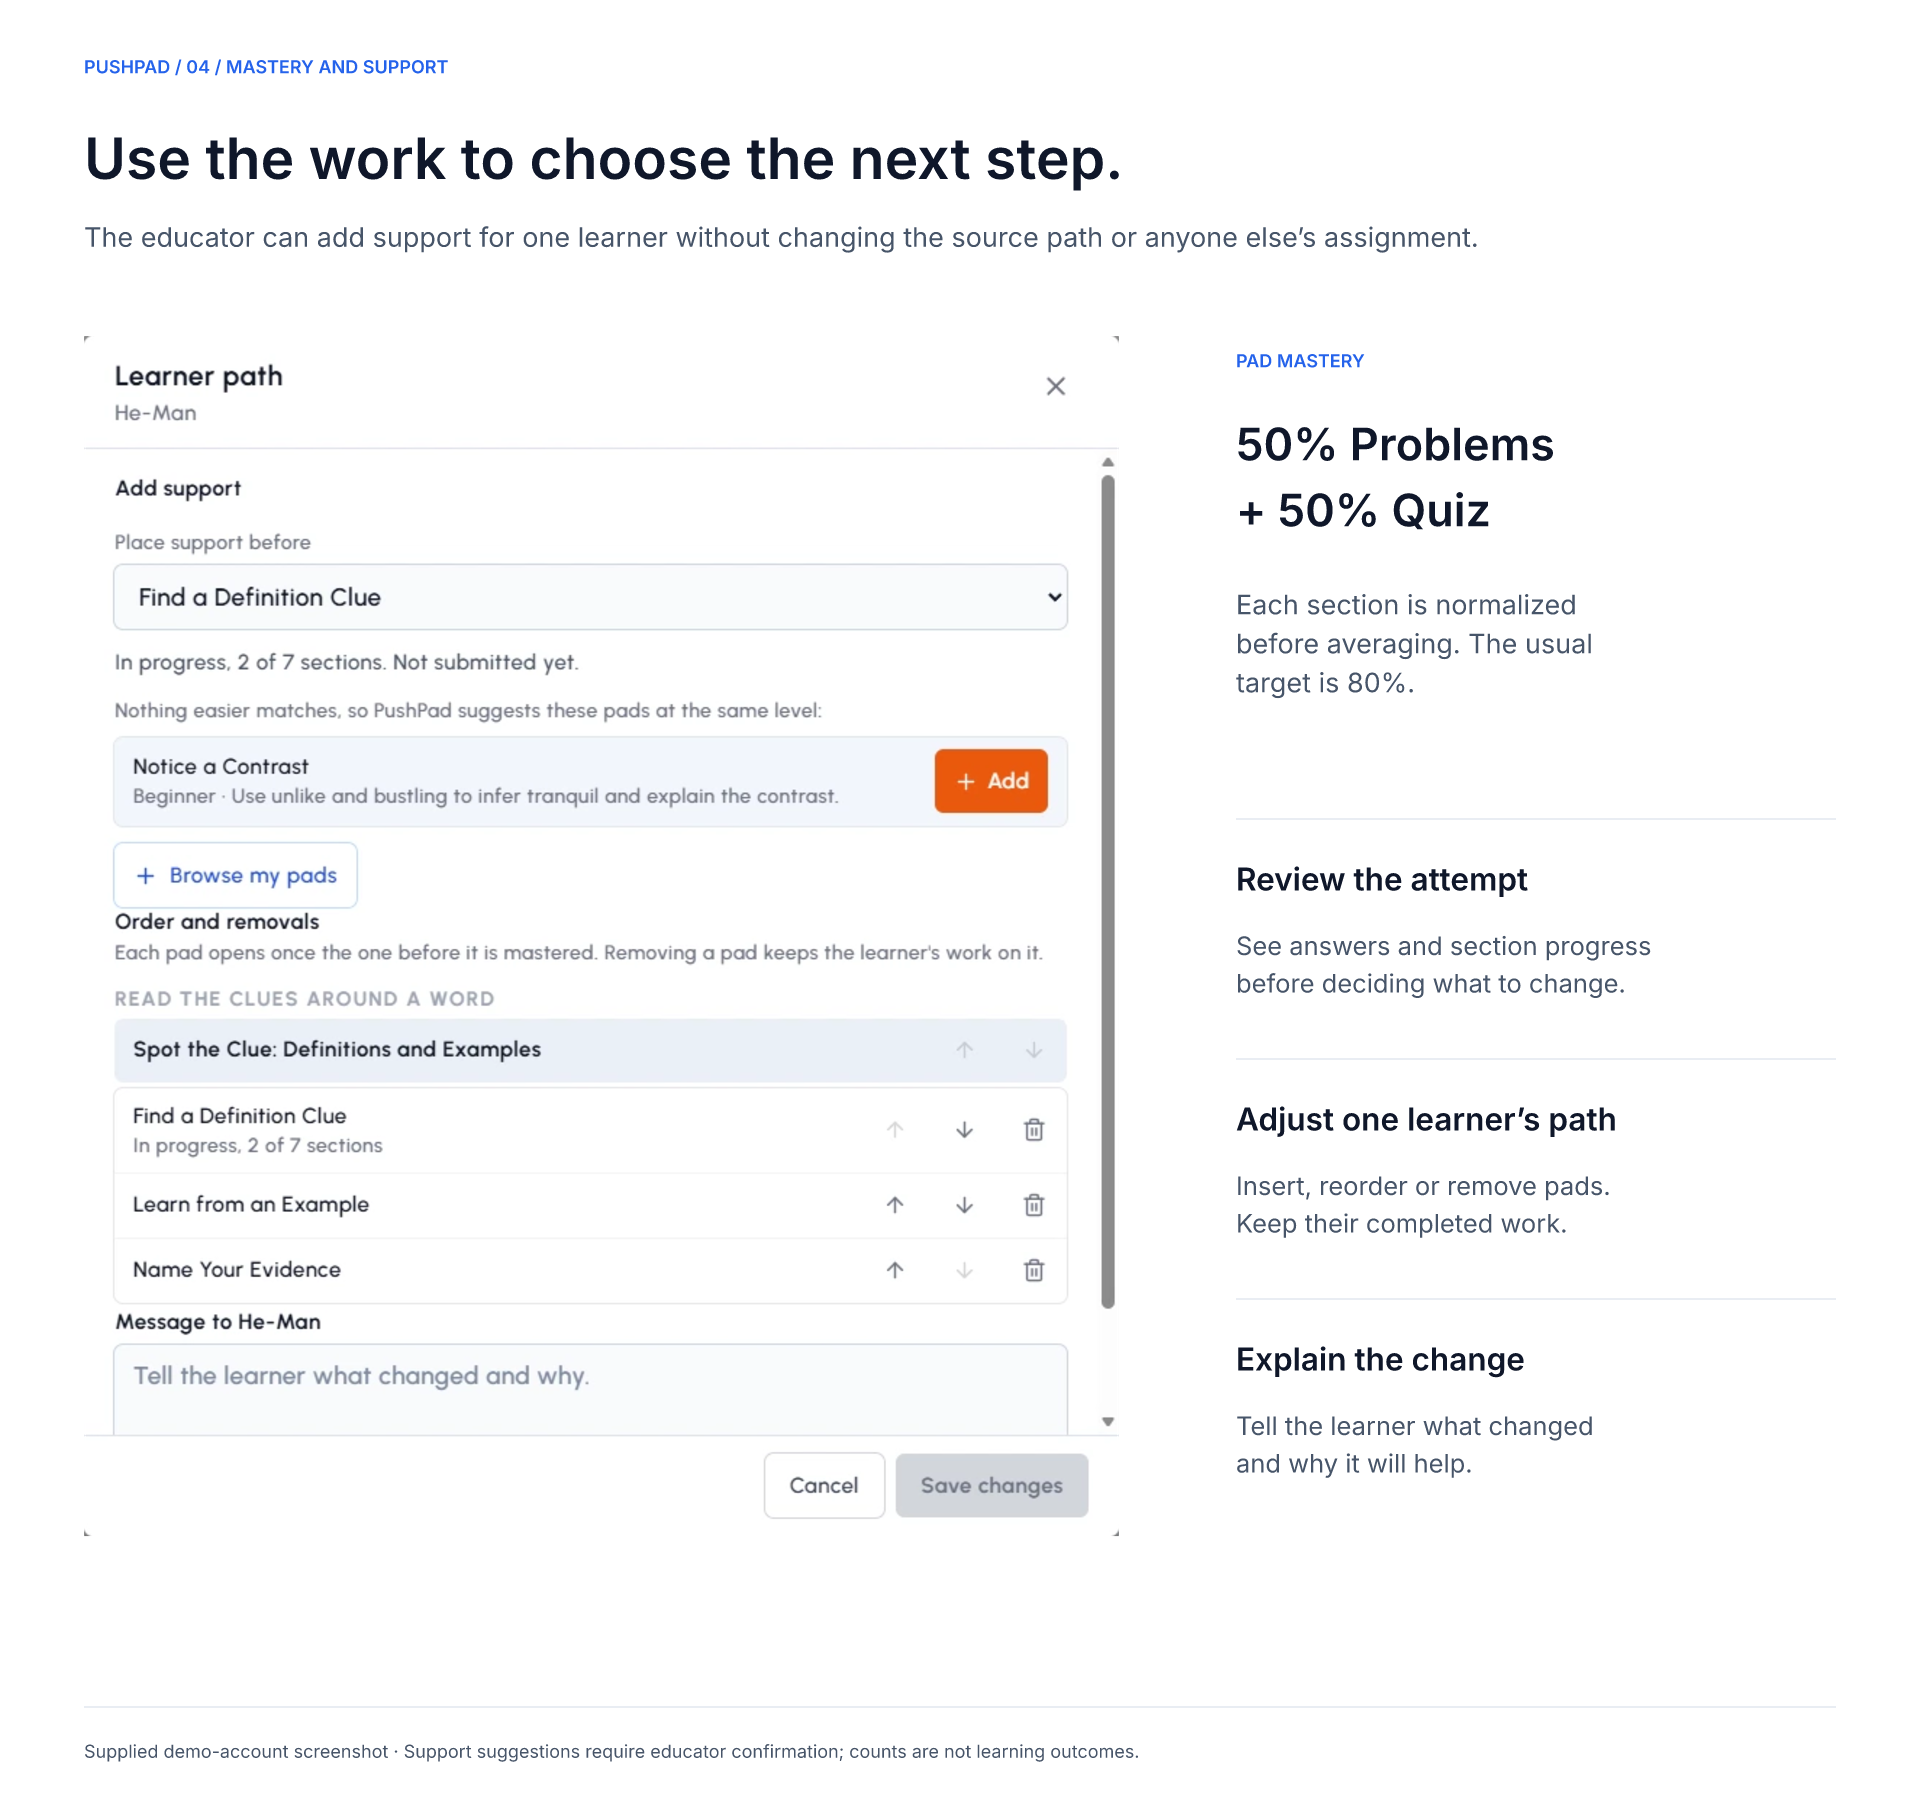 PUSHPAD / 04 / MASTERY AND SUPPORT
Use the work to choose the next step.
The educator can add support for one learner without changing the source path or anyone else’s assignment.
Learner path
He-Man
Add support
Place support before
Find a Definition Clue
In progress, 2 of 7 sections. Not submitted yet.
Nothing easier matches, so PushPad suggests these pads at the same level:
Notice a Contrast
Beginner · Use unlike and bustling to infer tranquil and explain the contrast.
+ Add
+ Browse my pads
Order and removals
Each pad opens once the one before it is mastered. Removing a pad keeps the learner's work on it.
READ THE CLUES AROUND A WORD
Spot the Clue: Definitions and Examples
Find a Definition Clue
In progress, 2 of 7 sections
Learn from an Example
Name Your Evidence
Message to He-Man
Tell the learner what changed and why.
Cancel
Save changes
PAD MASTERY
50% Problems
+ 50% Quiz
Each section is normalized
before averaging. The usual
target is 80%.
Review the attempt
See answers and section progress
before deciding what to change.
Adjust one learner’s path
Insert, reorder or remove pads.
Keep their completed work.
Explain the change
Tell the learner what changed
and why it will help.
Supplied demo-account screenshot · Support suggestions require educator confirmation; counts are not learning outcomes.